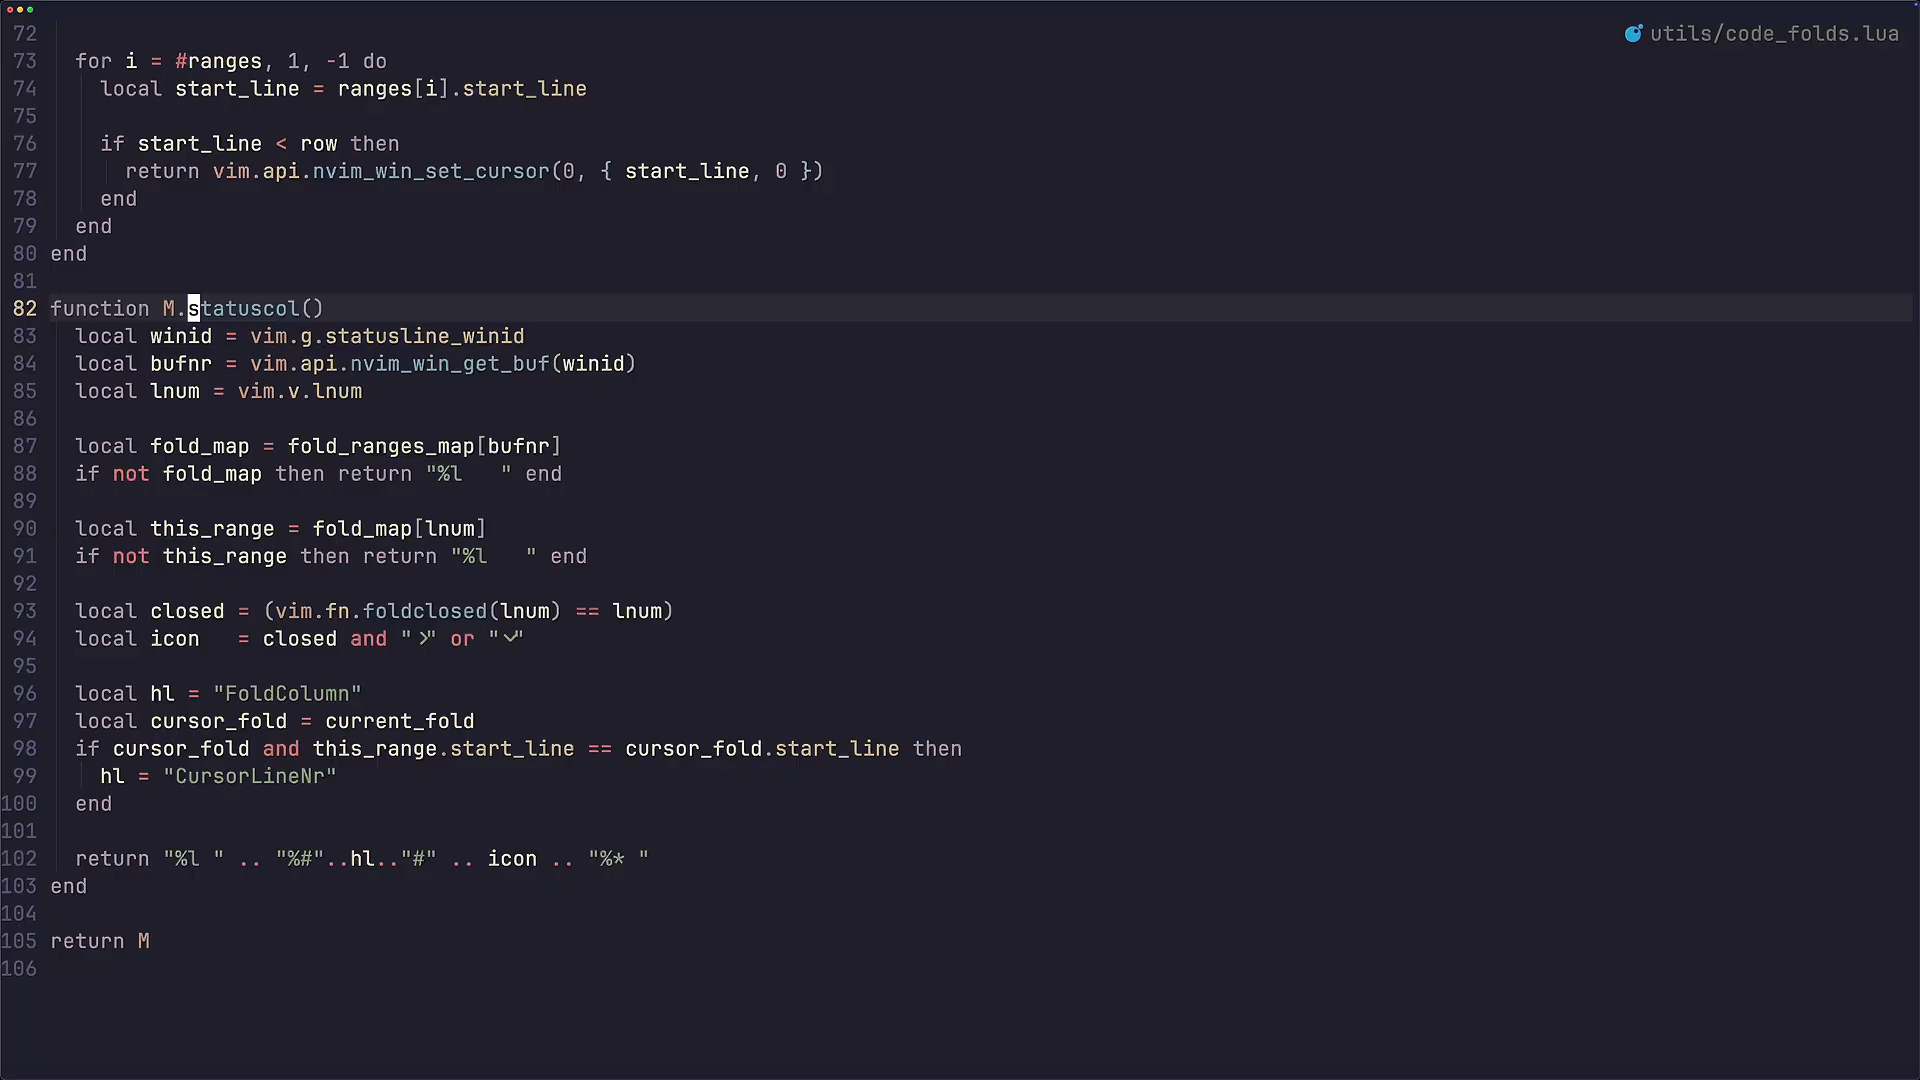 utils/code_folds.lua
72
73 for i = #ranges, 1, -1 do
74 local start_line = ranges[i].start_line
75
76 if start_line < row then
77 return vim.api.nvim_win_set_cursor(0, { start_line, 0 })
78 end
79 end
80 end
81
82 function M.statuscol()
83 local winid = vim.g.statusline_winid
84 local bufnr = vim.api.nvim_win_get_buf(winid)
85 local lnum = vim.v.lnum
86
87 local fold_map = fold_ranges_map[bufnr]
88 if not fold_map then return "%l   " end
89
90 local this_range = fold_map[lnum]
91 if not this_range then return "%l   " end
92
93 local closed = (vim.fn.foldclosed(lnum) == lnum)
94 local icon   = closed and "" or ""
95
96 local hl = "FoldColumn"
97 local cursor_fold = current_fold
98 if cursor_fold and this_range.start_line == cursor_fold.start_line then
99 hl = "CursorLineNr"
100 end
101
102 return "%l " .. "%#"..hl.."#" .. icon .. "%* "
103 end
104
105 return M
106